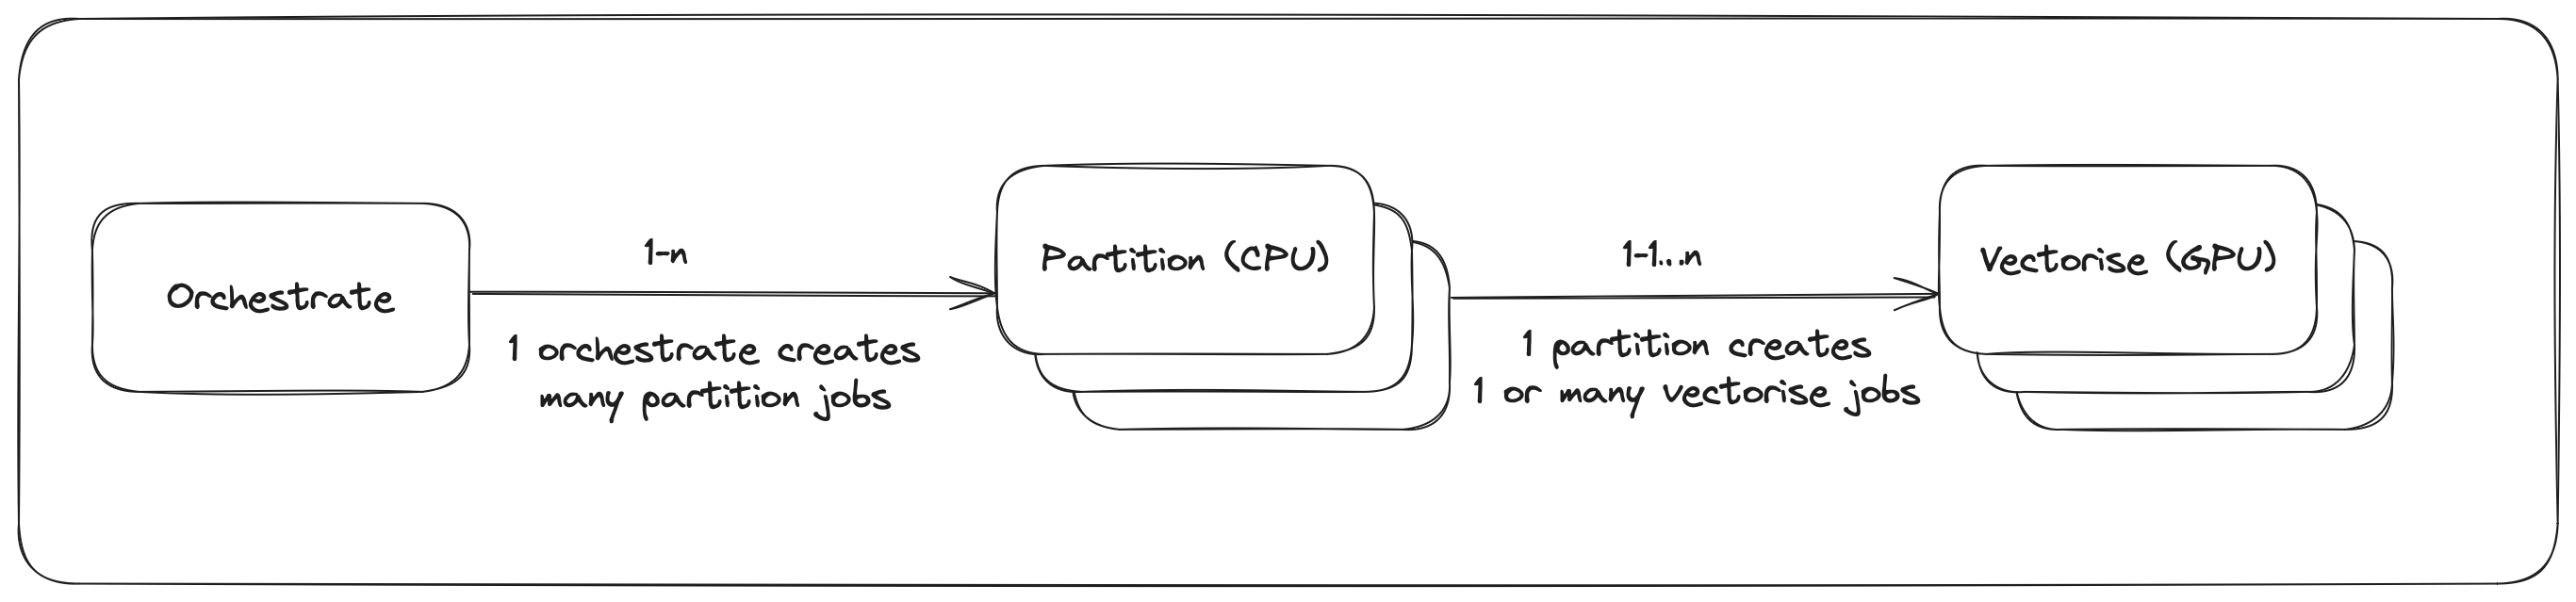 Orchestrate
1-n
1 orchestrate creates
many partition jobs
Partition (CPU)
1-1...n
1 partition creates
1 or many vectorise jobs
Vectorise (GPU)